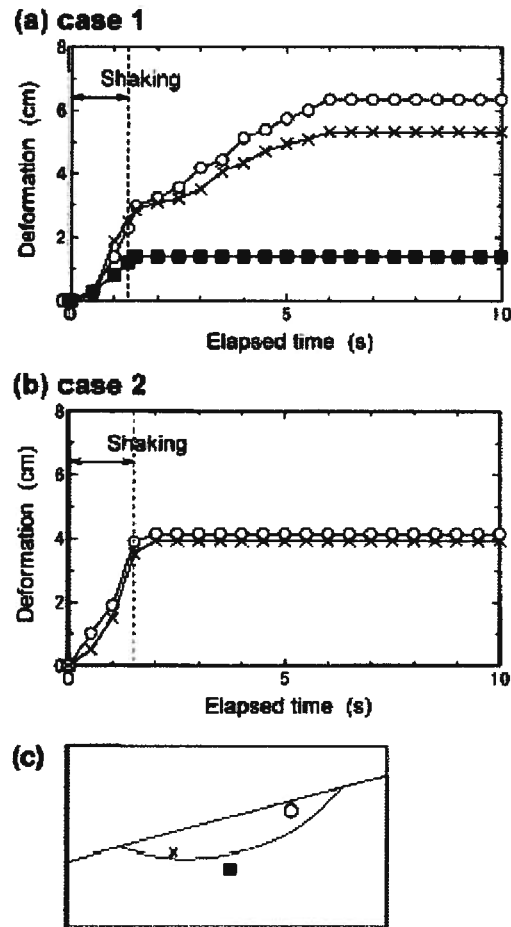 (a) case 1
8
Shaking
6
4
2
0
Deformation (cm)
0 5 10
Elapsed time (s)
(b) case 2
8
Shaking
6
4
2
0
Deformation (cm)
0 5 10
Elapsed time (s)
(c)